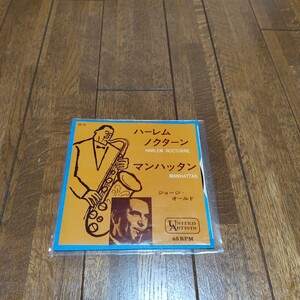 ハーレム
ノクターン
HARLEM NOCTURNE
マンハッタン
MANHATTAN
ジョージ・
オールド
UNITED
ARTISTS
45RPM